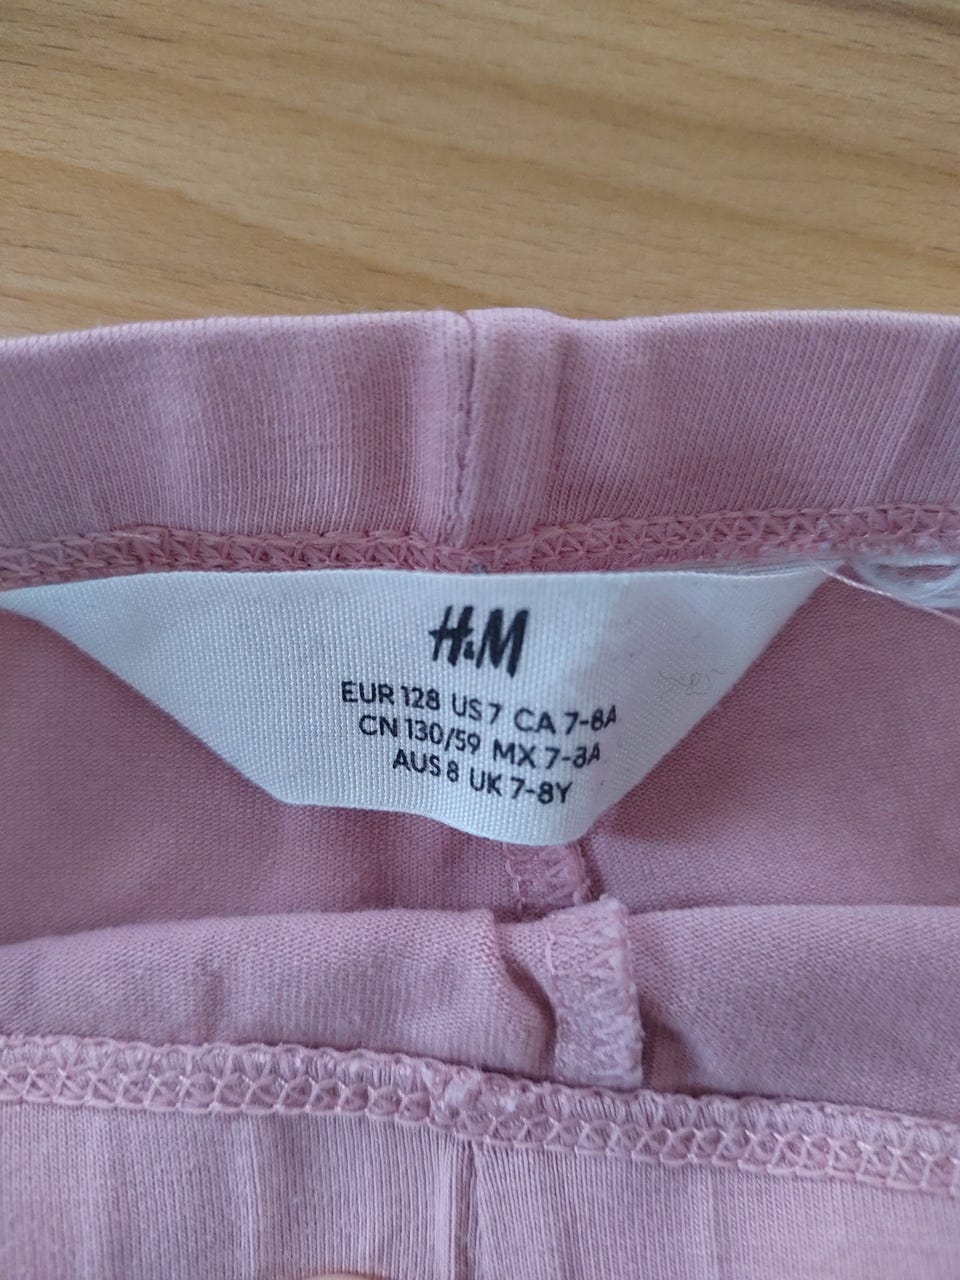 H&M
EUR 128 US 7 CA 7-8A
CN 130/59 MX 7-8A
AUS 8 UK 7-8Y